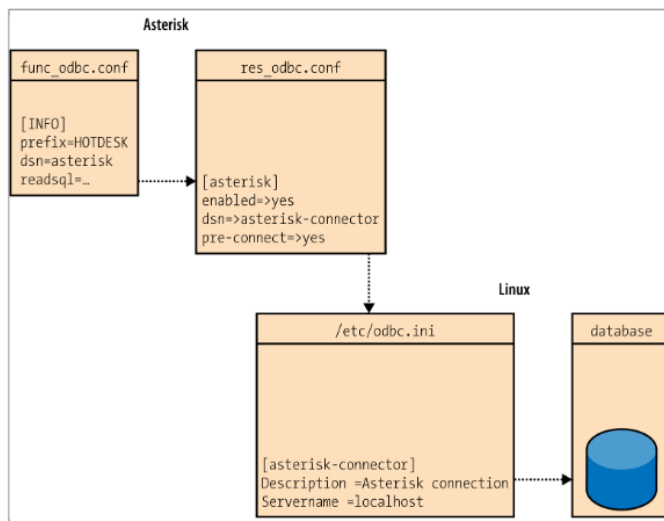 Asterisk
func_odbc.conf
[INFO]
prefix=HOTDESK
dsn=asterisk
readsql=…
res_odbc.conf
[asterisk]
enabled=>yes
dsn=>asterisk-connector
pre-connect=>yes
Linux
/etc/odbc.ini
[asterisk-connector]
Description =Asterisk connection
Servername =localhost
database